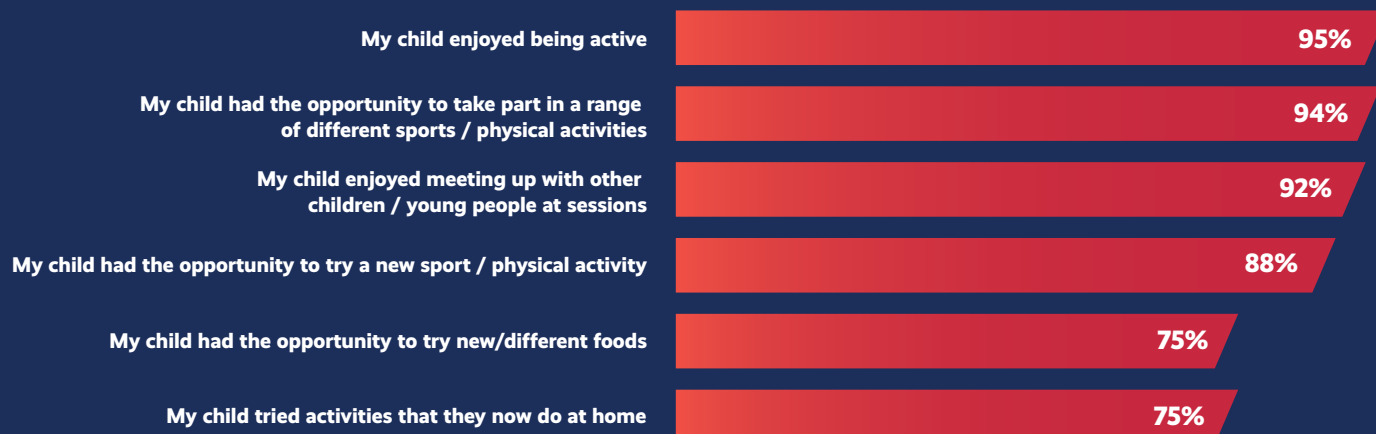 My child enjoyed being active
95%
My child had the opportunity to take part in a range
of different sports / physical activities
94%
My child enjoyed meeting up with other
children / young people at sessions
92%
My child had the opportunity to try a new sport / physical activity
88%
My child had the opportunity to try new/different foods
75%
My child tried activities that they now do at home
75%